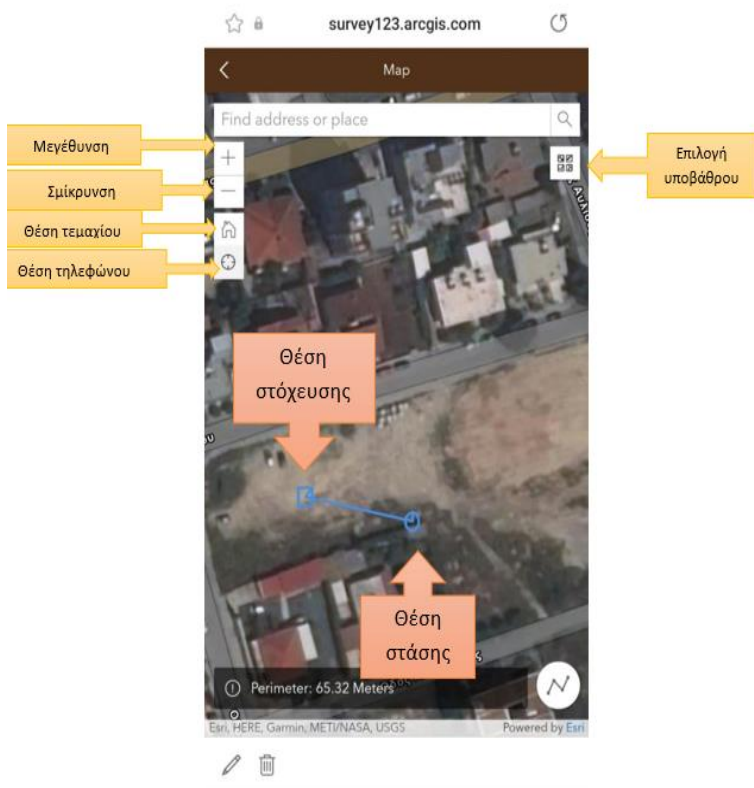 survey123.arcgis.com
Map
Find address or place
Μεγέθυνση
Σμίκρυνση
Θέση τεμαχίου
Θέση τηλεφώνου
Επιλογή
υποβάθρου
Θέση
στόχευσης
Θέση
στάσης
Perimeter: 65.32 Meters
Esri, HERE, Garmin, METI/NASA, USGS
Powered by Esri